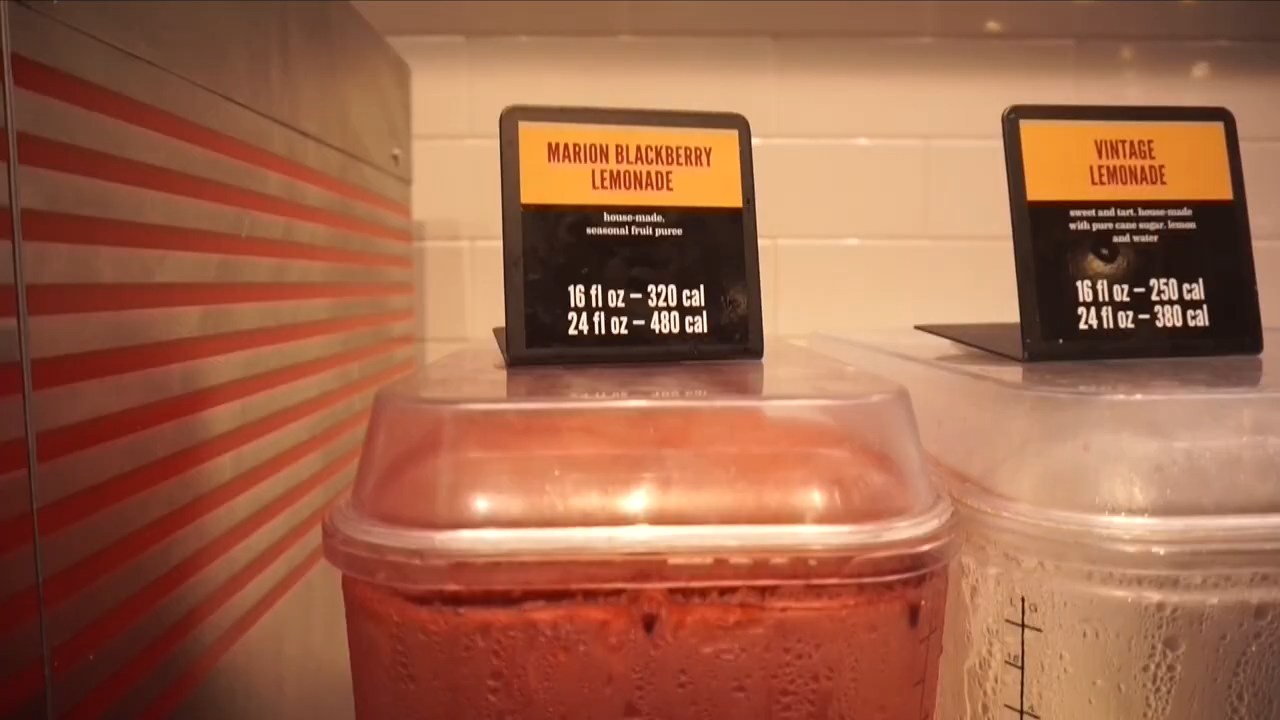 MARION BLACKBERRY
LEMONADE
house-made,
seasonal fruit puree
16 fl oz – 320 cal
24 fl oz – 480 cal
VINTAGE
LEMONADE
sweet and tart, house-made
with pure cane sugar, lemon
and water
16 fl oz – 250 cal
24 fl oz – 380 cal